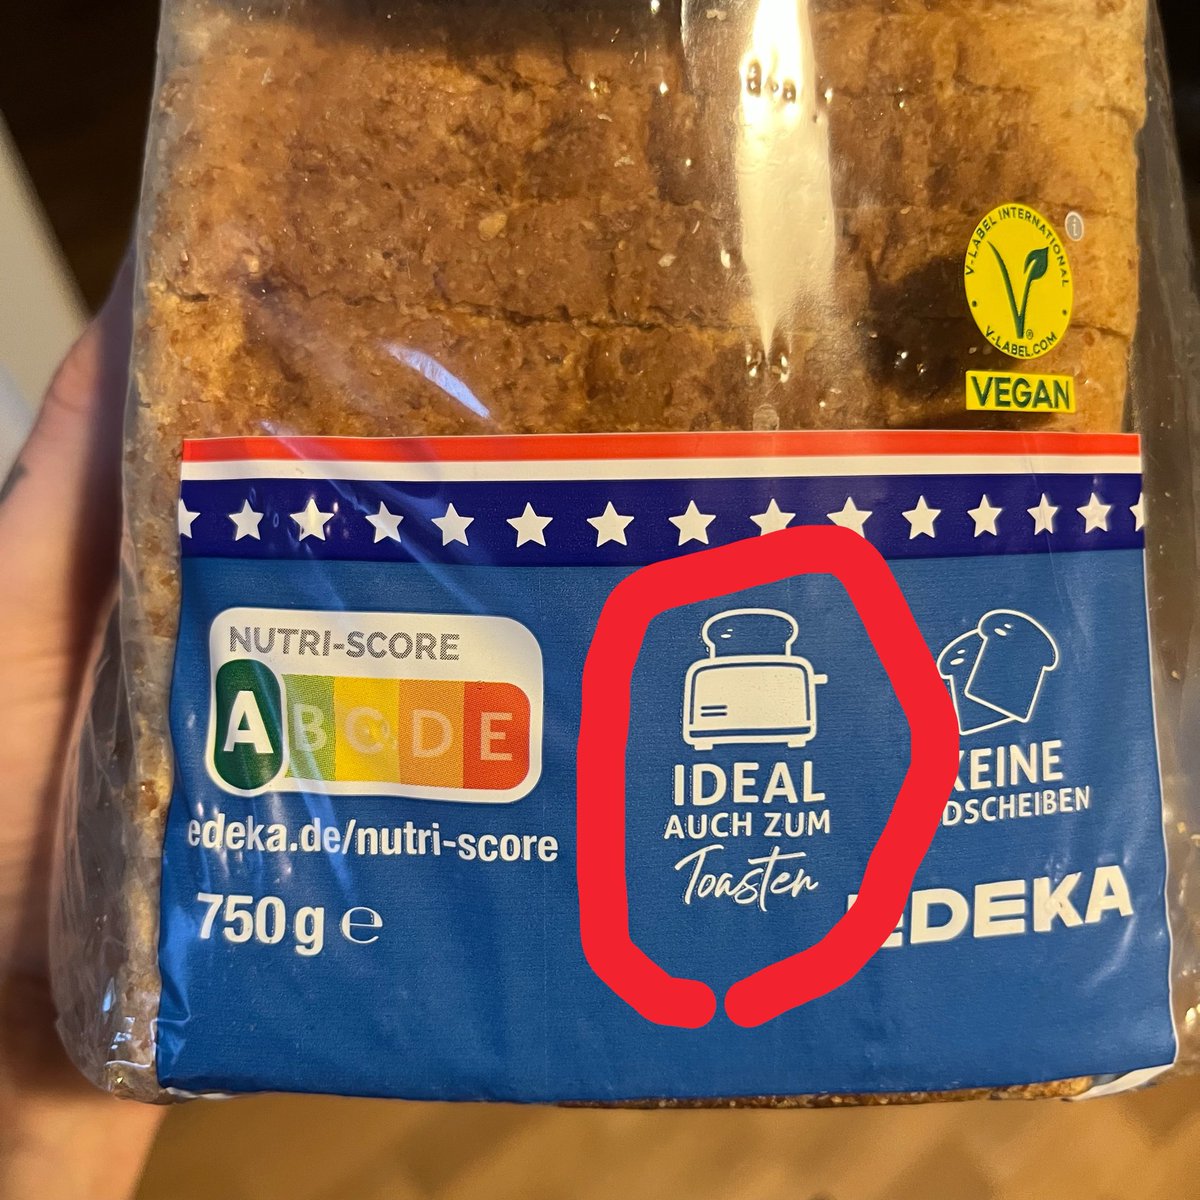 V-LABEL INTERNATIONAL
V-LABEL.COM
VEGAN
NUTRI-SCORE
A B C D E
edeka.de/nutri-score
750 g ℮
IDEAL
AUCH ZUM
Toasten
KEINE
EDEKA